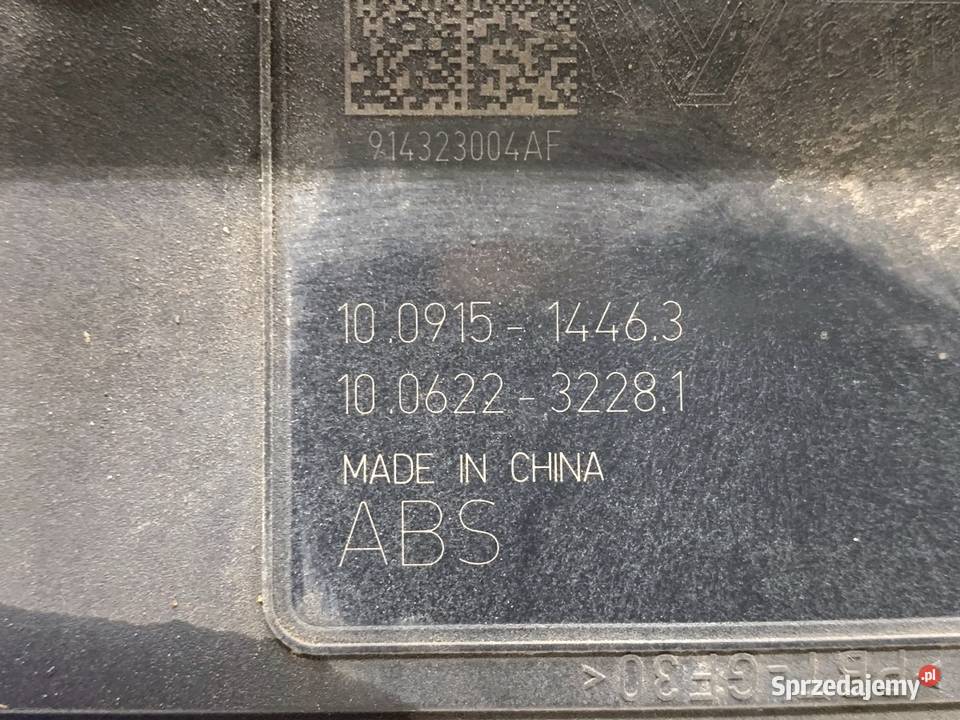 914323004AF
10.0915-1446.3
10.0622-3228.1
MADE IN CHINA
ABS
Sprzedajemy.pl